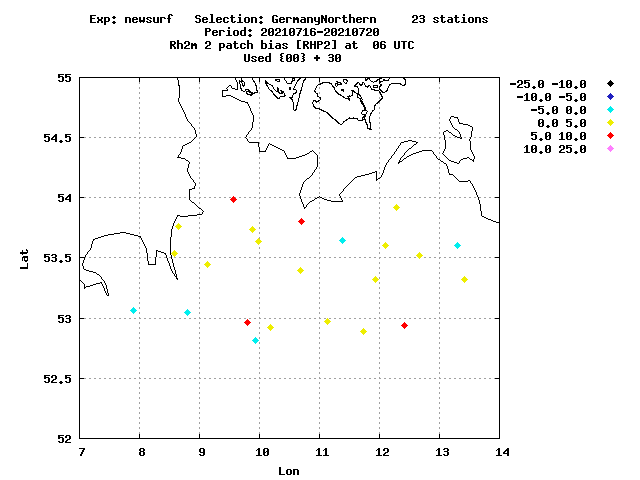 Exp: newsurf Selection: GermanyNorthern 23 stations
Period: 20210716-20210720
Rh2m 2 patch bias [RHP2] at 06 UTC
Used {00} + 30
55
54.5
54
53.5
53
52.5
52
Lat
7 8 9 10 11 12 13 14
Lon
-25.0 -10.0
-10.0 -5.0
-5.0 0.0
0.0 5.0
5.0 10.0
10.0 25.0